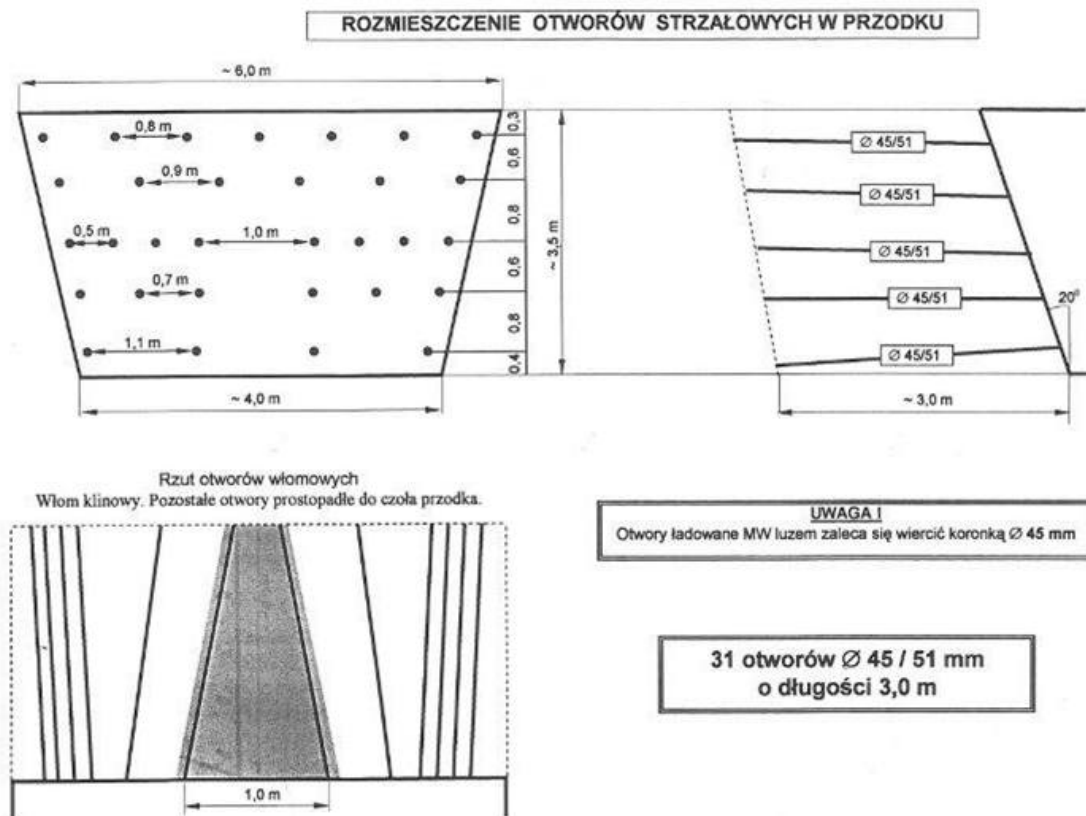 ROZMIESZCZENIE OTWORÓW STRZAŁOWYCH W PRZODKU
~ 6,0 m
0,8 m
0,9 m
0,5 m
1,0 m
0,7 m
1,1 m
~ 4,0 m
0,3
0,6
0,8
0,6
0,8
0,4
~ 3,5 m
Ø 45/51
Ø 45/51
Ø 45/51
Ø 45/51
Ø 45/51
20⁰
~ 3,0 m
Rzut otworów włomowych
Włom klinowy. Pozostałe otwory prostopadłe do czoła przodka.
1,0 m
UWAGA I
Otwory ładowane MW luzem zaleca się wiercić koronką Ø 45 mm
31 otworów Ø 45 / 51 mm
o długości 3,0 m